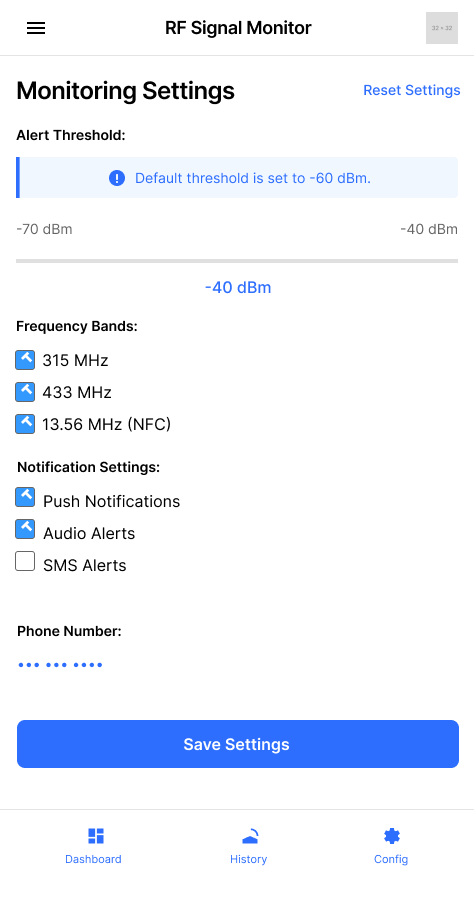 RF Signal Monitor
32 × 32
Monitoring Settings
Reset Settings
Alert Threshold:
Default threshold is set to -60 dBm.
-70 dBm
-40 dBm
-40 dBm
Frequency Bands:
315 MHz
433 MHz
13.56 MHz (NFC)
Notification Settings:
Push Notifications
Audio Alerts
SMS Alerts
Phone Number:
••• ••• ••••
Save Settings
Dashboard
History
Config